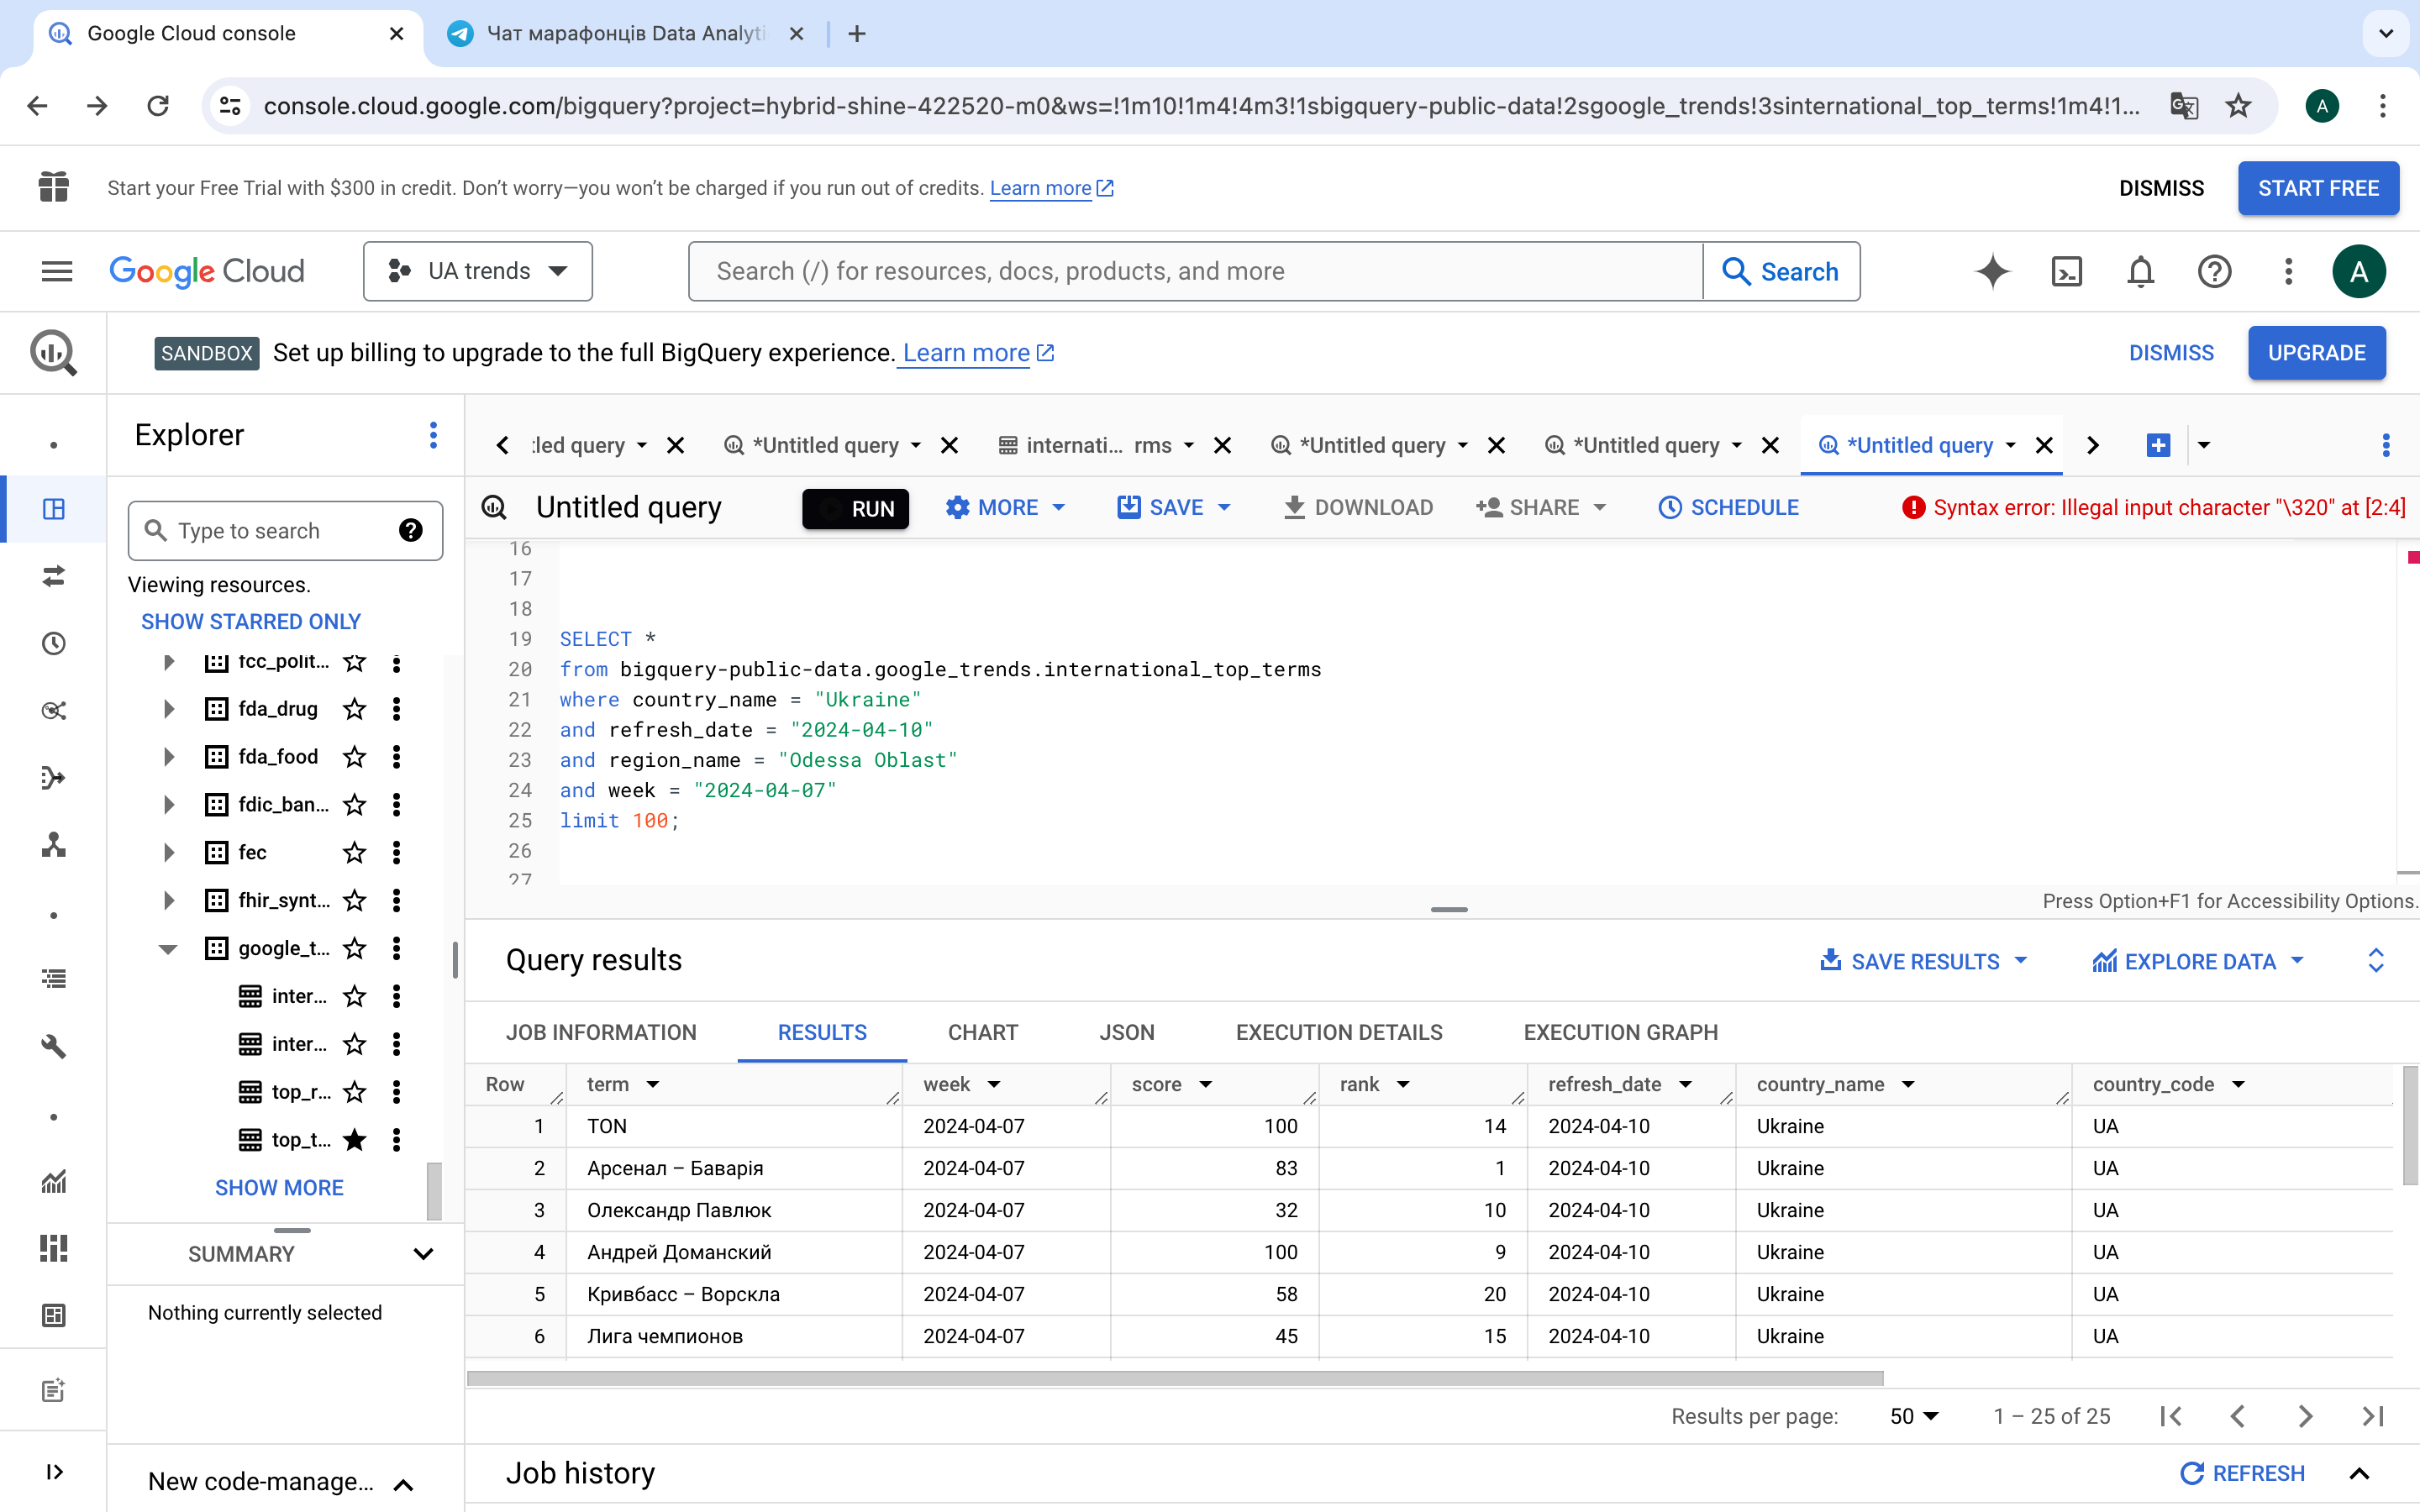 Google Cloud console
Чат марафонців Data Analyti
console.cloud.google.com/bigquery?project=hybrid-shine-422520-m0&ws=!1m10!1m4!4m3!1sbigquery-public-data!2sgoogle_trends!3sinternational_top_terms!1m4!1...
A
Start your Free Trial with $300 in credit. Don't worry—you won't be charged if you run out of credits. Learn more
DISMISS
START FREE
Google Cloud
UA trends
Search (/) for resources, docs, products, and more
Search
A
SANDBOX Set up billing to upgrade to the full BigQuery experience. Learn more
DISMISS
UPGRADE
Explorer
Type to search
Viewing resources.
SHOW STARRED ONLY
fcc_polit...
fda_drug
fda_food
fdic_ban...
fec
fhir_synt...
google_t...
inter...
inter...
top_r...
top_t...
SHOW MORE
SUMMARY
Nothing currently selected
New code-manage...
:led query
*Untitled query
internati... rms
*Untitled query
*Untitled query
*Untitled query
Untitled query
RUN
MORE
SAVE
DOWNLOAD
SHARE
SCHEDULE
Syntax error: Illegal input character "\320" at [2:4]
16
17
18
19 SELECT *
20 from bigquery-public-data.google_trends.international_top_terms
21 where country_name = "Ukraine"
22 and refresh_date = "2024-04-10"
23 and region_name = "Odessa Oblast"
24 and week = "2024-04-07"
25 limit 100;
26
27
Press Option+F1 for Accessibility Options.
Query results
SAVE RESULTS
EXPLORE DATA
JOB INFORMATION RESULTS CHART JSON EXECUTION DETAILS EXECUTION GRAPH
Row term week score rank refresh_date country_name country_code
1 TON 2024-04-07 100 14 2024-04-10 Ukraine UA
2 Арсенал – Баварія 2024-04-07 83 1 2024-04-10 Ukraine UA
3 Олександр Павлюк 2024-04-07 32 10 2024-04-10 Ukraine UA
4 Андрей Доманский 2024-04-07 100 9 2024-04-10 Ukraine UA
5 Кривбасс – Ворскла 2024-04-07 58 20 2024-04-10 Ukraine UA
6 Лига чемпионов 2024-04-07 45 15 2024-04-10 Ukraine UA
Results per page: 50 1 – 25 of 25
Job history
REFRESH